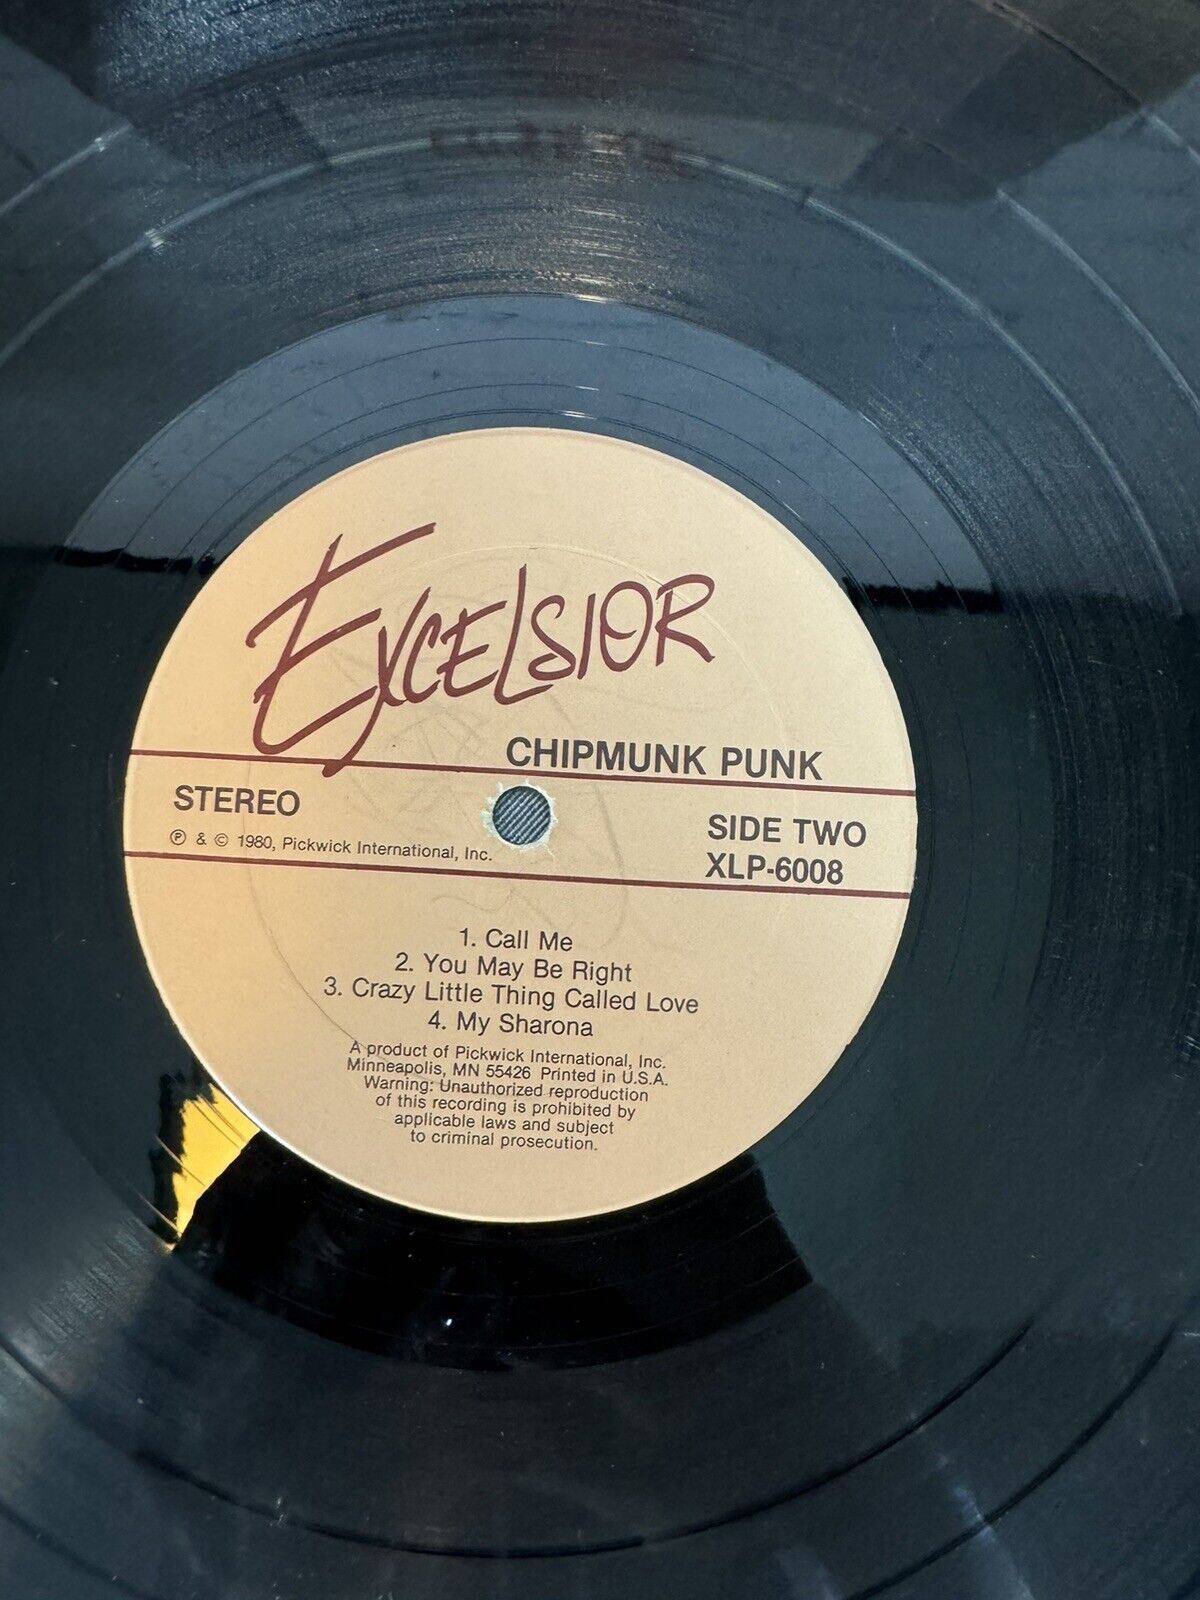 EXCELSIOR
CHIPMUNK PUNK
STEREO
℗ & © 1980, Pickwick International, Inc.
SIDE TWO
XLP-6008
1. Call Me
2. You May Be Right
3. Crazy Little Thing Called Love
4. My Sharona
A product of Pickwick International, Inc.
Minneapolis, MN 55426 Printed in U.S.A.
Warning: Unauthorized reproduction
of this recording is prohibited by
applicable laws and subject
to criminal prosecution.